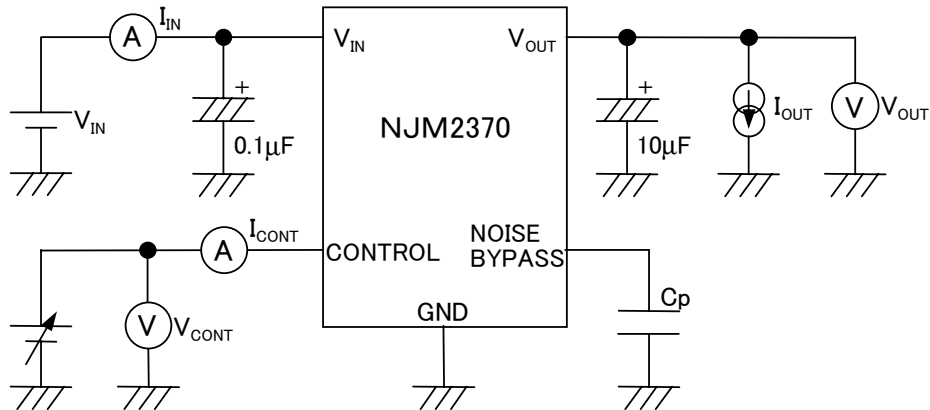 I_IN
A
V_IN
V_OUT
+
+
V_IN
0.1μF
NJM2370
10μF
I_OUT
V
V_OUT
I_CONT
A
CONTROL
NOISE
BYPASS
V
V_CONT
GND
Cp